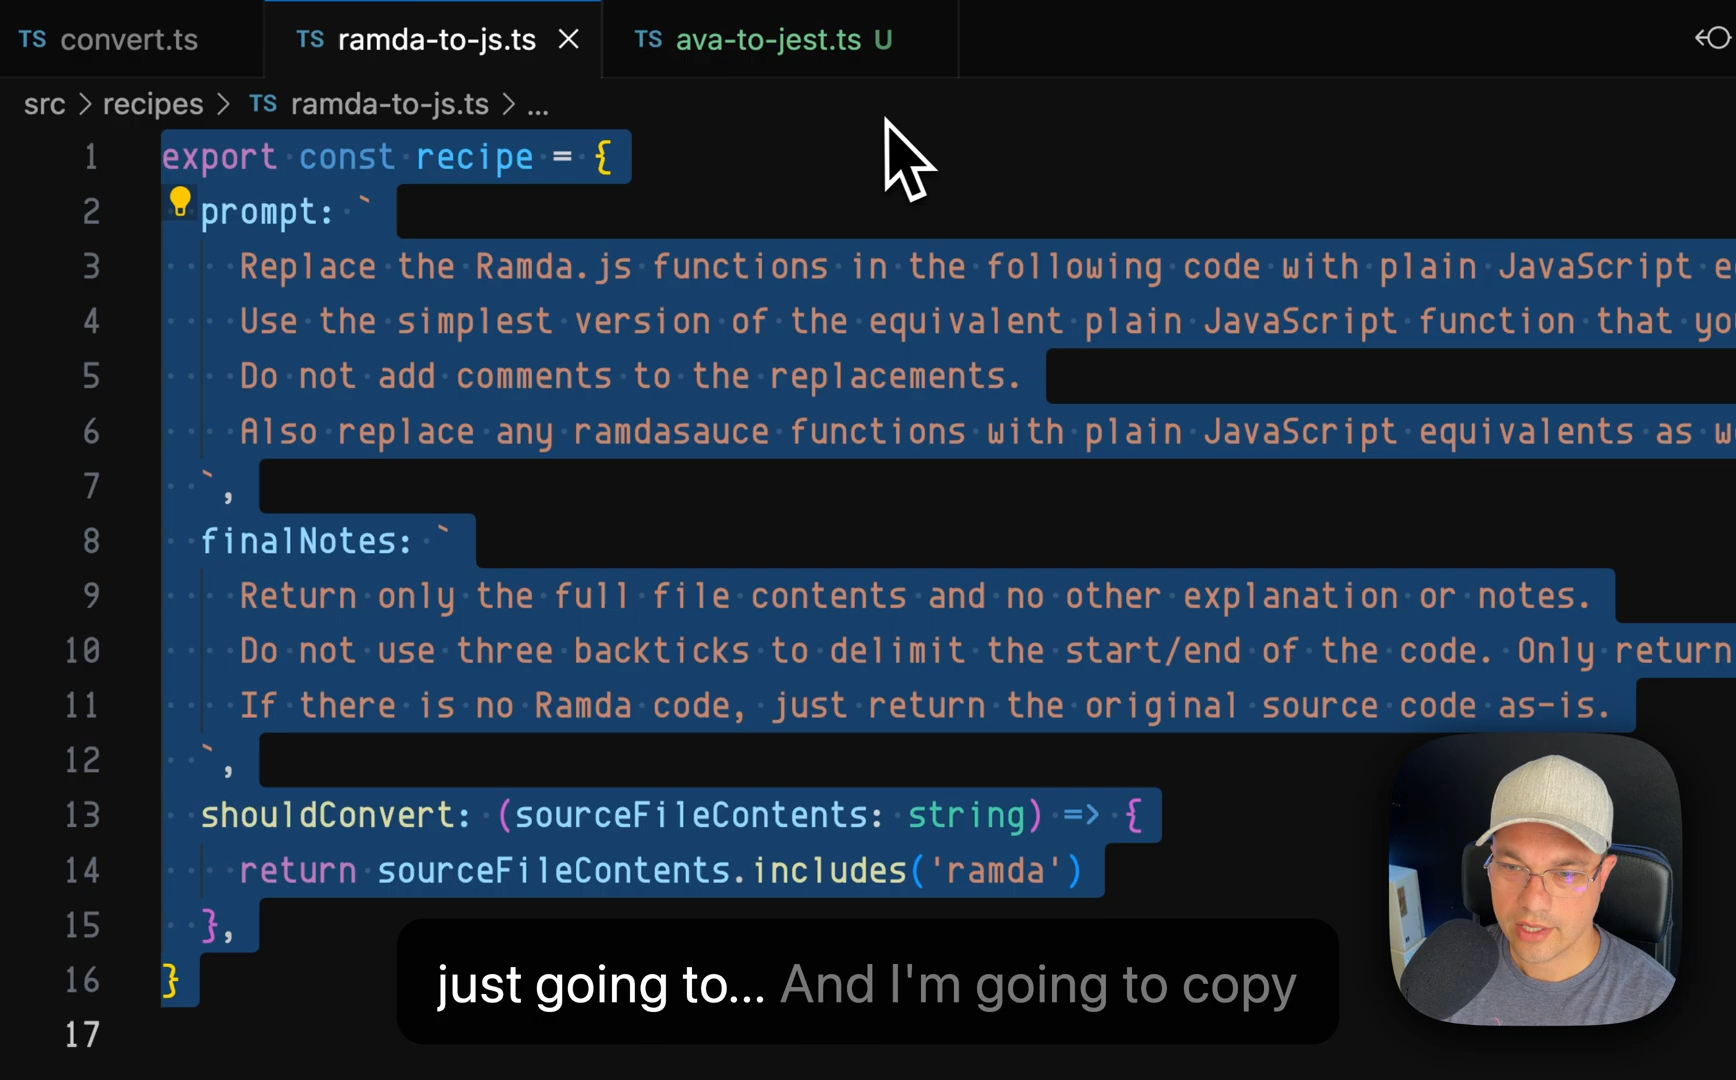 TS convert.ts
TS ramda-to-js.ts
TS ava-to-jest.ts U
src > recipes > TS ramda-to-js.ts > ...
1 export const recipe = {
2 prompt: `
3 Replace the Ramda.js functions in the following code with plain JavaScript
4 Use the simplest version of the equivalent plain JavaScript function that
5 Do not add comments to the replacements.
6 Also replace any ramdasauce functions with plain JavaScript equivalents as
7 `,
8 finalNotes: `
9 Return only the full file contents and no other explanation or notes.
10 Do not use three backticks to delimit the start/end of the code. Only return
11 If there is no Ramda code, just return the original source code as-is.
12 `,
13 shouldConvert: (sourceFileContents: string) => {
14 return sourceFileContents.includes('ramda')
15 },
16 }
17
just going to... And I'm going to copy